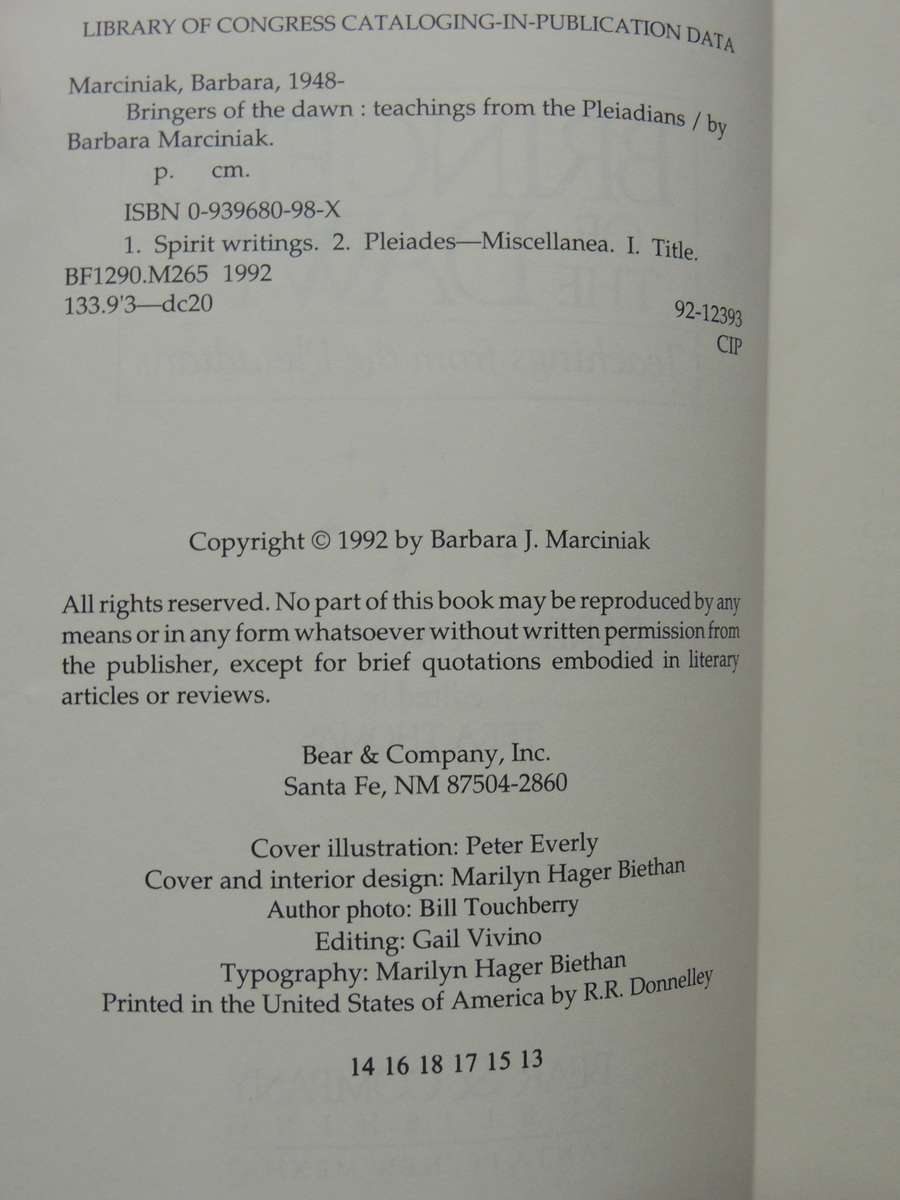 LIBRARY OF CONGRESS CATALOGING-IN-PUBLICATION DATA
Marciniak, Barbara, 1948-
Bringers of the dawn : teachings from the Pleiadians / by
Barbara Marciniak.
p. cm.
ISBN 0-939680-98-X
1. Spirit writings. 2. Pleiades—Miscellanea. I. Title.
BF1290.M265 1992
133.9'3—dc20
92-12393
CIP
Copyright © 1992 by Barbara J. Marciniak
All rights reserved. No part of this book may be reproduced by any
means or in any form whatsoever without written permission from
the publisher, except for brief quotations embodied in literary
articles or reviews.
Bear & Company, Inc.
Santa Fe, NM 87504-2860
Cover illustration: Peter Everly
Cover and interior design: Marilyn Hager Biethan
Author photo: Bill Touchberry
Editing: Gail Vivino
Typography: Marilyn Hager Biethan
Printed in the United States of America by R.R. Donnelley
14 16 18 17 15 13